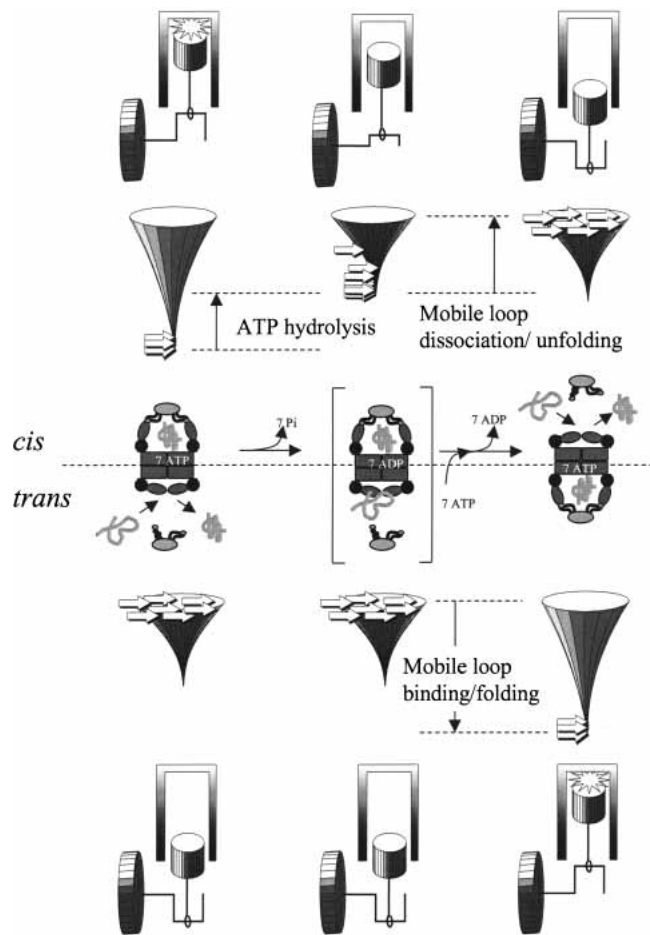 ATP hydrolysis
Mobile loop
dissociation/ unfolding
cis
trans
7 Pi
7 ATP
7 ADP
7 ADP
7 ATP
7 ATP
Mobile loop
binding/folding